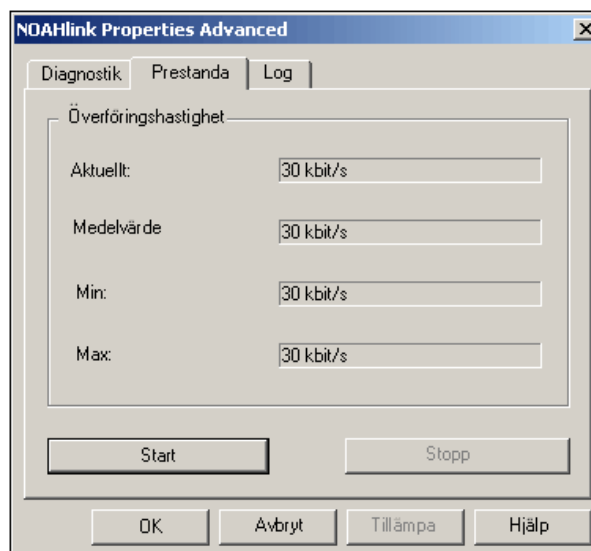 NOAHlink Properties Advanced
Diagnostik Prestanda Log
Överföringshastighet
Aktuellt: 30 kbit/s
Medelvärde 30 kbit/s
Min: 30 kbit/s
Max: 30 kbit/s
Start Stopp
OK Avbryt Tillämpa Hjälp